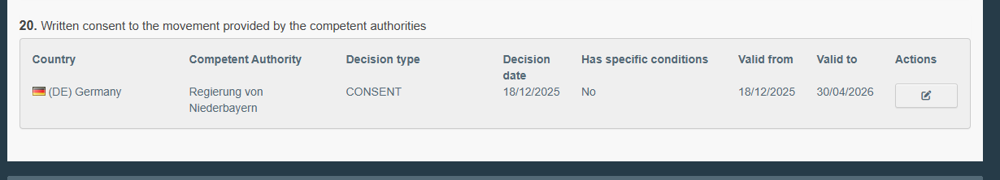 20. Written consent to the movement provided by the competent authorities
Country Competent Authority Decision type Decision date Has specific conditions Valid from Valid to Actions
(DE) Germany Regierung von Niederbayern CONSENT 18/12/2025 No 18/12/2025 30/04/2026